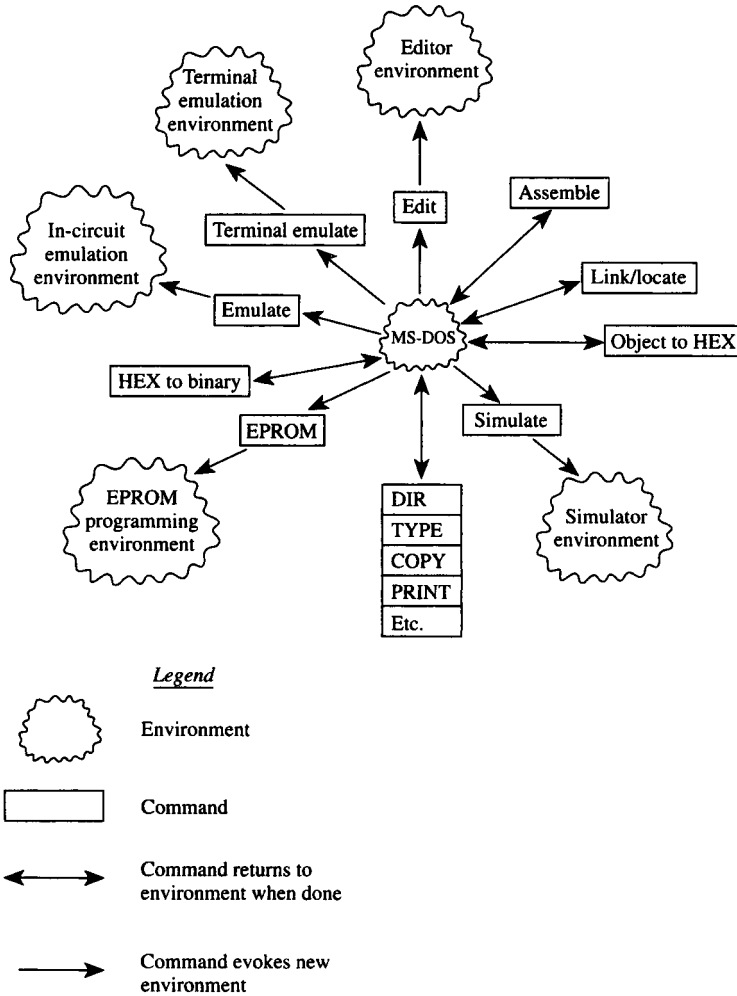 Editor
environment
Terminal
emulation
environment
Assemble
Edit
In-circuit
emulation
environment
Terminal emulate
Link/locate
Emulate
MS-DOS
Object to HEX
HEX to binary
EPROM
Simulate
EPROM
programming
environment
DIR
TYPE
COPY
PRINT
Etc.
Simulator
environment
Legend
Environment
Command
Command returns to
environment when done
Command evokes new
environment